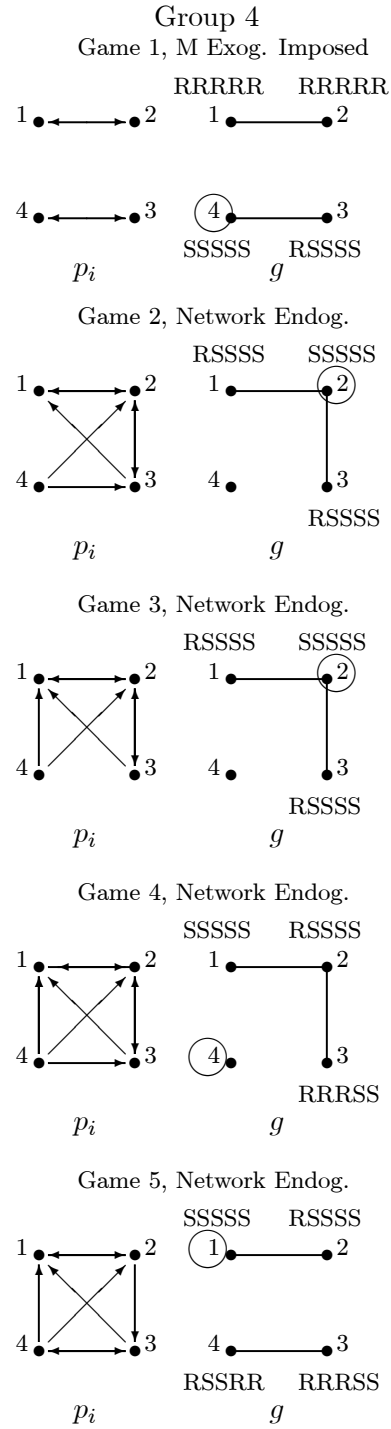 Group 4
Game 1, M Exog. Imposed
RRRRR RRRRR
1 2 1 2
4 3 4 3
SSSSS RSSSS
p_i g
Game 2, Network Endog.
RSSSS SSSSS
1 2 1 2
4 3 4 3
RSSSS
p_i g
Game 3, Network Endog.
RSSSS SSSSS
1 2 1 2
4 3 4 3
RSSSS
p_i g
Game 4, Network Endog.
SSSSS RSSSS
1 2 1 2
4 3 4 3
RRRSS
p_i g
Game 5, Network Endog.
SSSSS RSSSS
1 2 1 2
4 3 4 3
RSSRR RRRSS
p_i g